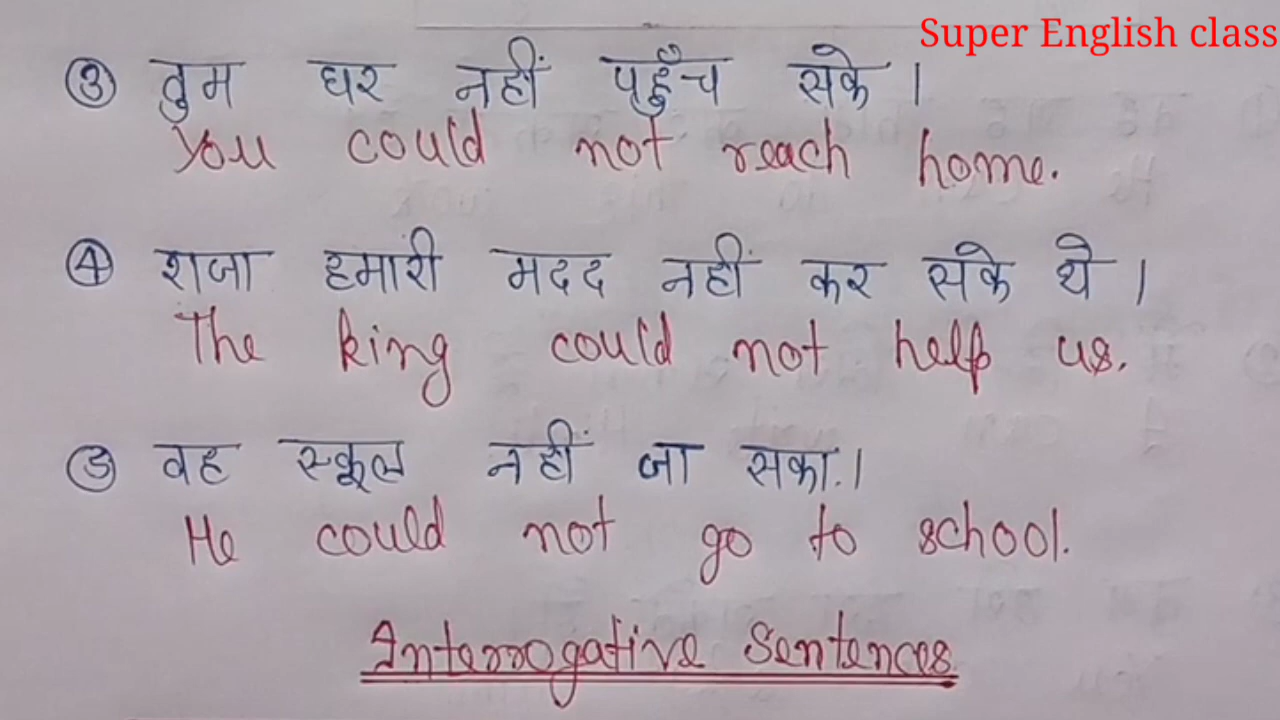 Super English class
③ तुम घर नहीं पहुँच सके ।
You could not reach home.
④ राजा हमारी मदद नहीं कर सके थे ।
The king could not help us.
⑤ वह स्कूल नहीं जा सका ।
He could not go to school.
Interrogative Sentences